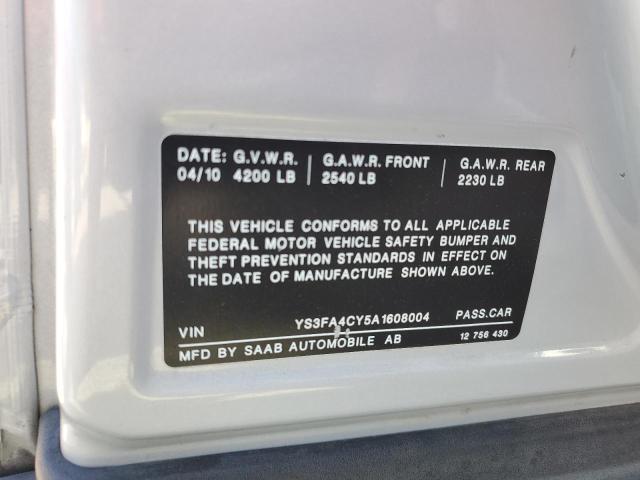 DATE: G.V.W.R. G.A.W.R. FRONT G.A.W.R. REAR
04/10 4200 LB 2540 LB 2230 LB
THIS VEHICLE CONFORMS TO ALL APPLICABLE
FEDERAL MOTOR VEHICLE SAFETY BUMPER AND
THEFT PREVENTION STANDARDS IN EFFECT ON
THE DATE OF MANUFACTURE SHOWN ABOVE.
VIN YS3FA4CY5A1608004 PASS.CAR
MFD BY SAAB AUTOMOBILE AB 12 756 430